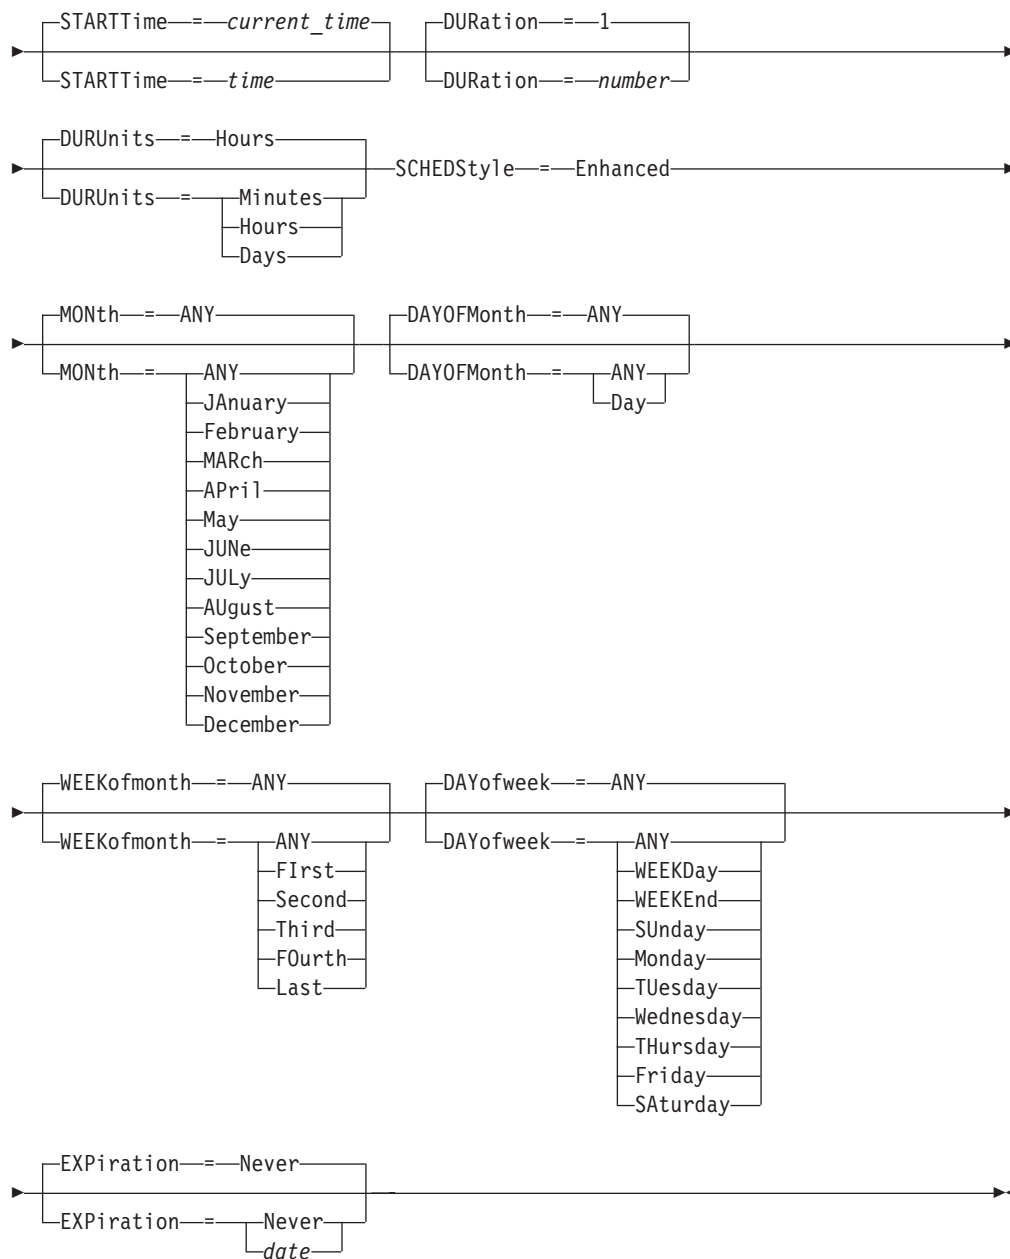 STARTTime = current_time DURation = 1
STARTTime = time DURation = number
DURUnits = Hours
SCHEDStyle = Enhanced
DURUnits = Minutes
Hours
Days
MONth = ANY DAYOFMonth = ANY
MONth = ANY DAYOFMonth = ANY
JAnuary Day
February
MARch
APril
May
JUNe
JULy
AUgust
September
October
November
December
WEEKofmonth = ANY DAYofweek = ANY
WEEKofmonth = ANY DAYofweek = ANY
FIrst WEEKDay
Second WEEKEnd
Third SUnday
FOurth Monday
Last TUesday
Wednesday
THursday
Friday
SAturday
EXPiration = Never
EXPiration = Never
date